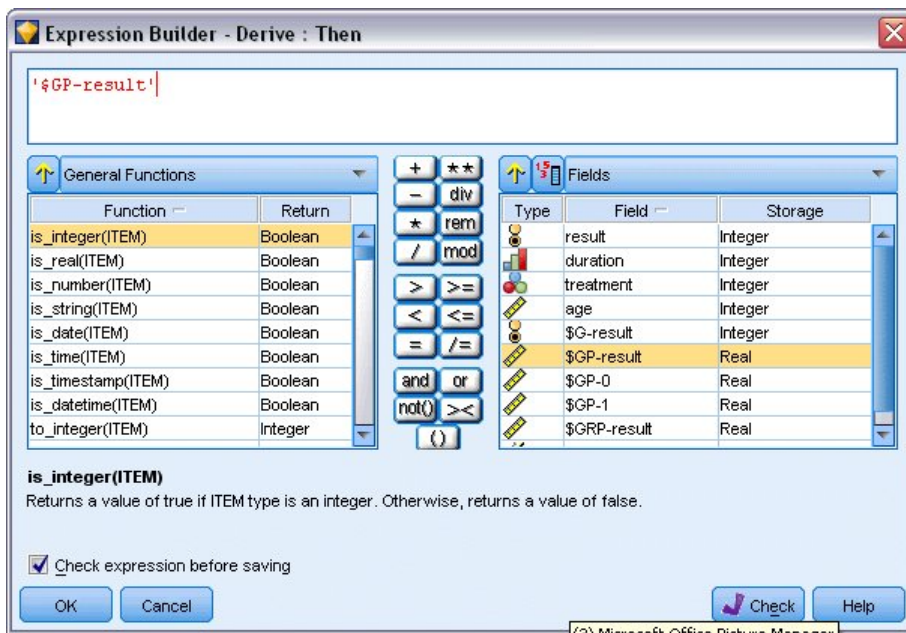 Expression Builder - Derive : Then
'$GP-result'
General Functions
Function Return
is_integer(ITEM) Boolean
is_real(ITEM) Boolean
is_number(ITEM) Boolean
is_string(ITEM) Boolean
is_date(ITEM) Boolean
is_time(ITEM) Boolean
is_timestamp(ITEM) Boolean
is_datetime(ITEM) Boolean
to_integer(ITEM) Integer
+ **
- div
* rem
/ mod
> >=
< <=
= /=
and or
not() ><
()
Fields
Type Field Storage
result Integer
duration Integer
treatment Integer
age Integer
$G-result Integer
$GP-result Real
$GP-0 Real
$GP-1 Real
$GRP-result Real
is_integer(ITEM)
Returns a value of true if ITEM type is an integer. Otherwise, returns a value of false.
Check expression before saving
OK Cancel Check Help
(2) Microsoft Office Picture Manager